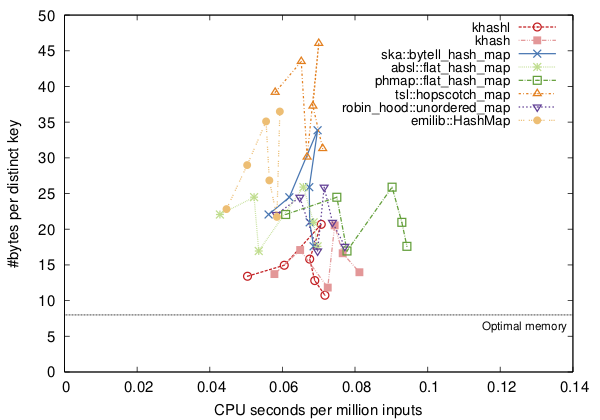 50
45
40
35
30
25
20
15
10
5
0
#bytes per distinct key
khashl
khash
ska::bytell_hash_map
absl::flat_hash_map
phmap::flat_hash_map
tsl::hopscotch_map
robin_hood::unordered_map
emilib::HashMap
Optimal memory
0 0.02 0.04 0.06 0.08 0.1 0.12 0.14
CPU seconds per million inputs